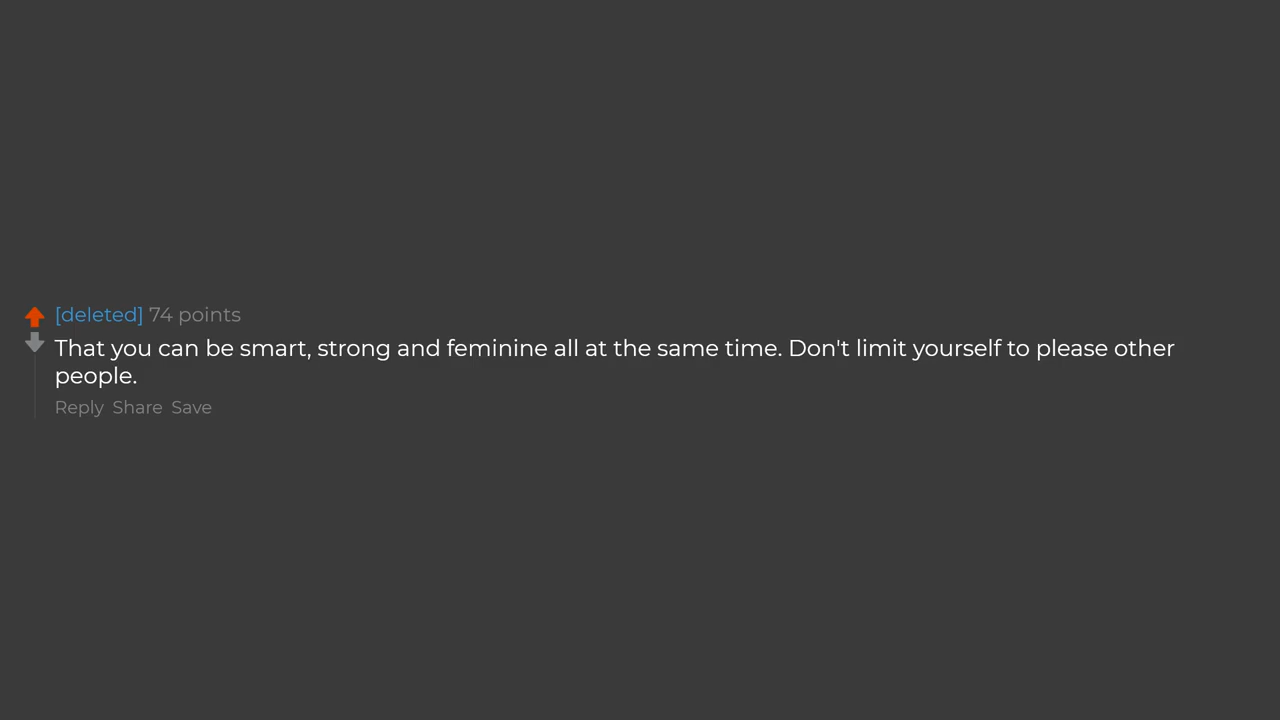 [deleted] 74 points
That you can be smart, strong and feminine all at the same time. Don't limit yourself to please other
people.
Reply Share Save